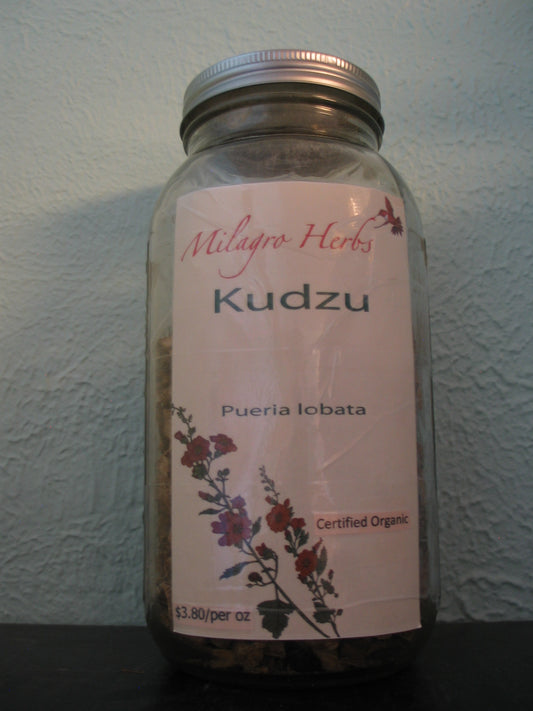 Milagro Herbs
Kudzu
Pueria lobata
Certified Organic
$3.80/per oz